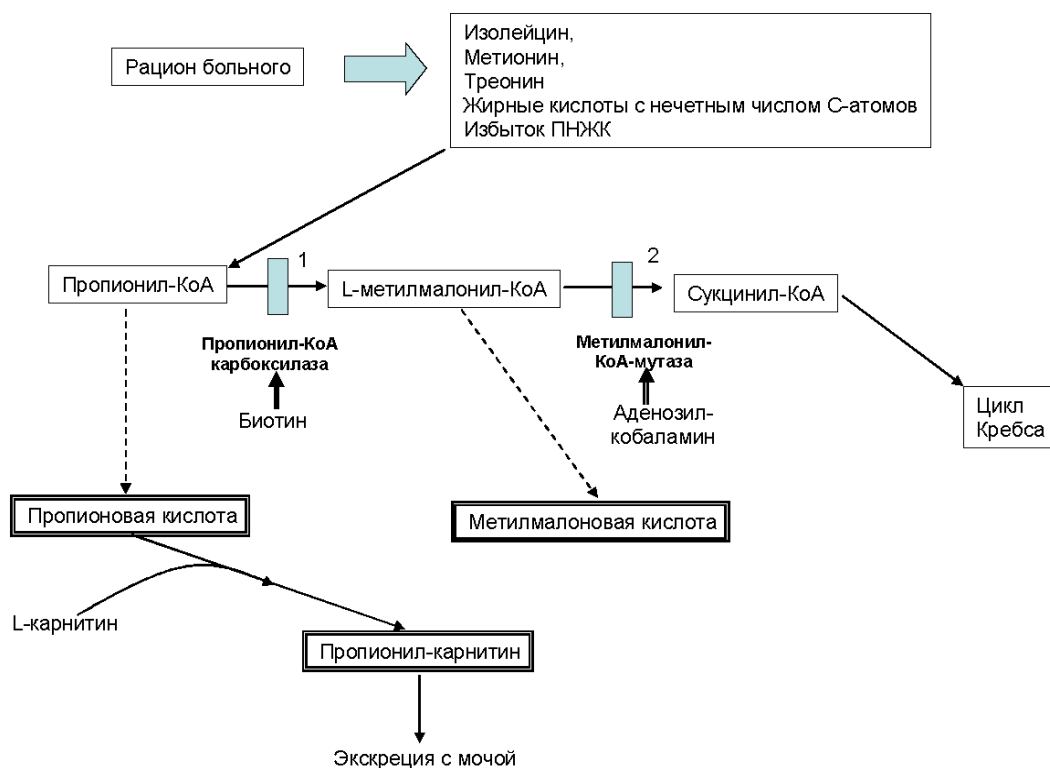 Рацион больного
Изолейцин,
Метионин,
Треонин
Жирные кислоты с нечетным числом С-атомов
Избыток ПНЖК
Пропионил-КоА
1
L-метилмалонил-КоА
2
Сукцинил-КоА
Пропионил-КоА
карбоксилаза
Биотин
Метилмалонил-
КоА-мутаза
Аденозил-
кобаламин
Цикл
Кребса
Пропионовая кислота
Метилмалоновая кислота
L-карнитин
Пропионил-карнитин
Экскреция с мочой